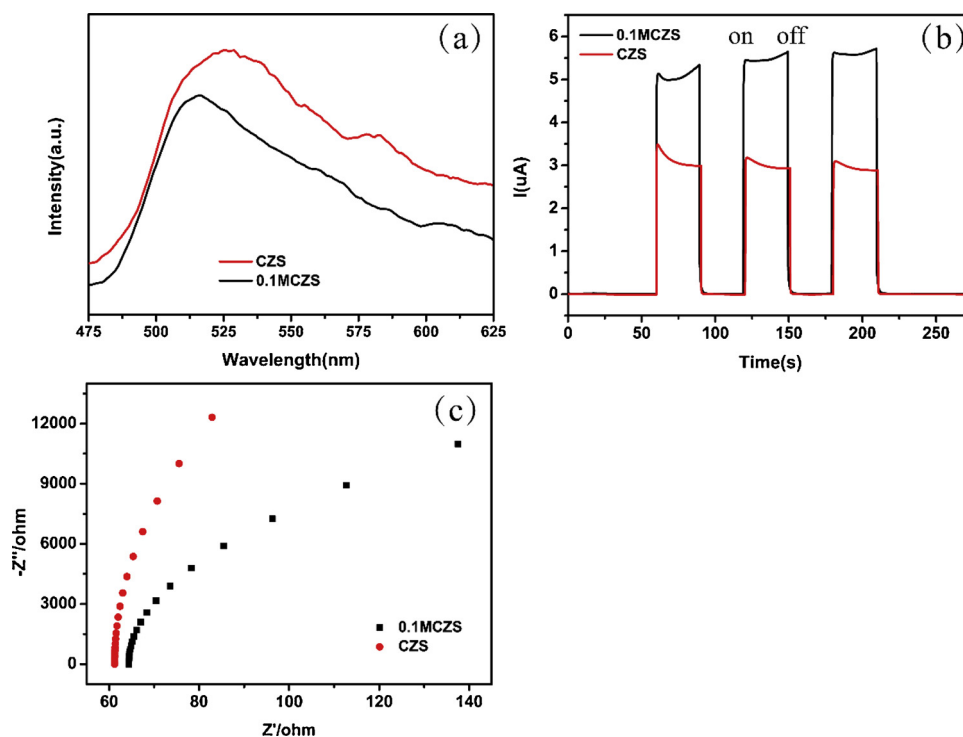 (a)
Intensity(a.u.)
CZS
0.1MCZS
475 500 525 550 575 600 625
Wavelength(nm)
(b)
0.1MCZS
CZS
on off
I(uA)
6
5
4
3
2
1
0
0 50 100 150 200 250
Time(s)
(c)
-Z''/ohm
12000
9000
6000
3000
0
0.1MCZS
CZS
60 80 100 120 140
Z'/ohm